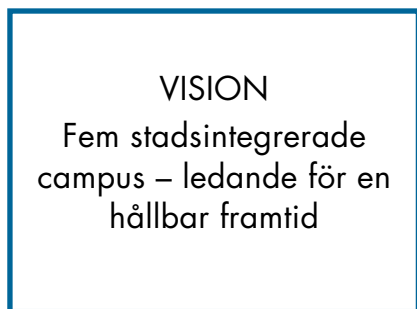 VISION
Fem stadsintegrerade
campus – ledande för en
hållbar framtid